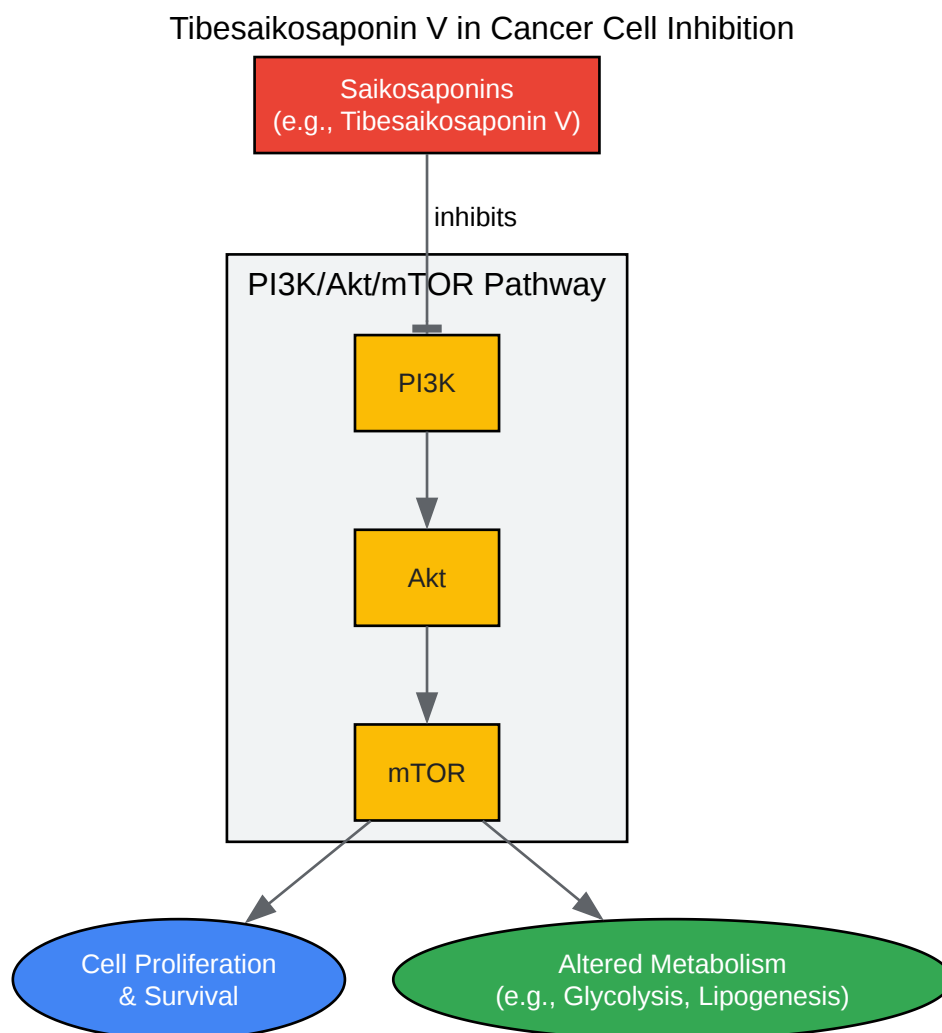 Tibesaikosaponin V in Cancer Cell Inhibition
Saikosaponins
(e.g., Tibesaikosaponin V)
inhibits
PI3K/Akt/mTOR Pathway
PI3K
Akt
mTOR
Cell Proliferation
& Survival
Altered Metabolism
(e.g., Glycolysis, Lipogenesis)